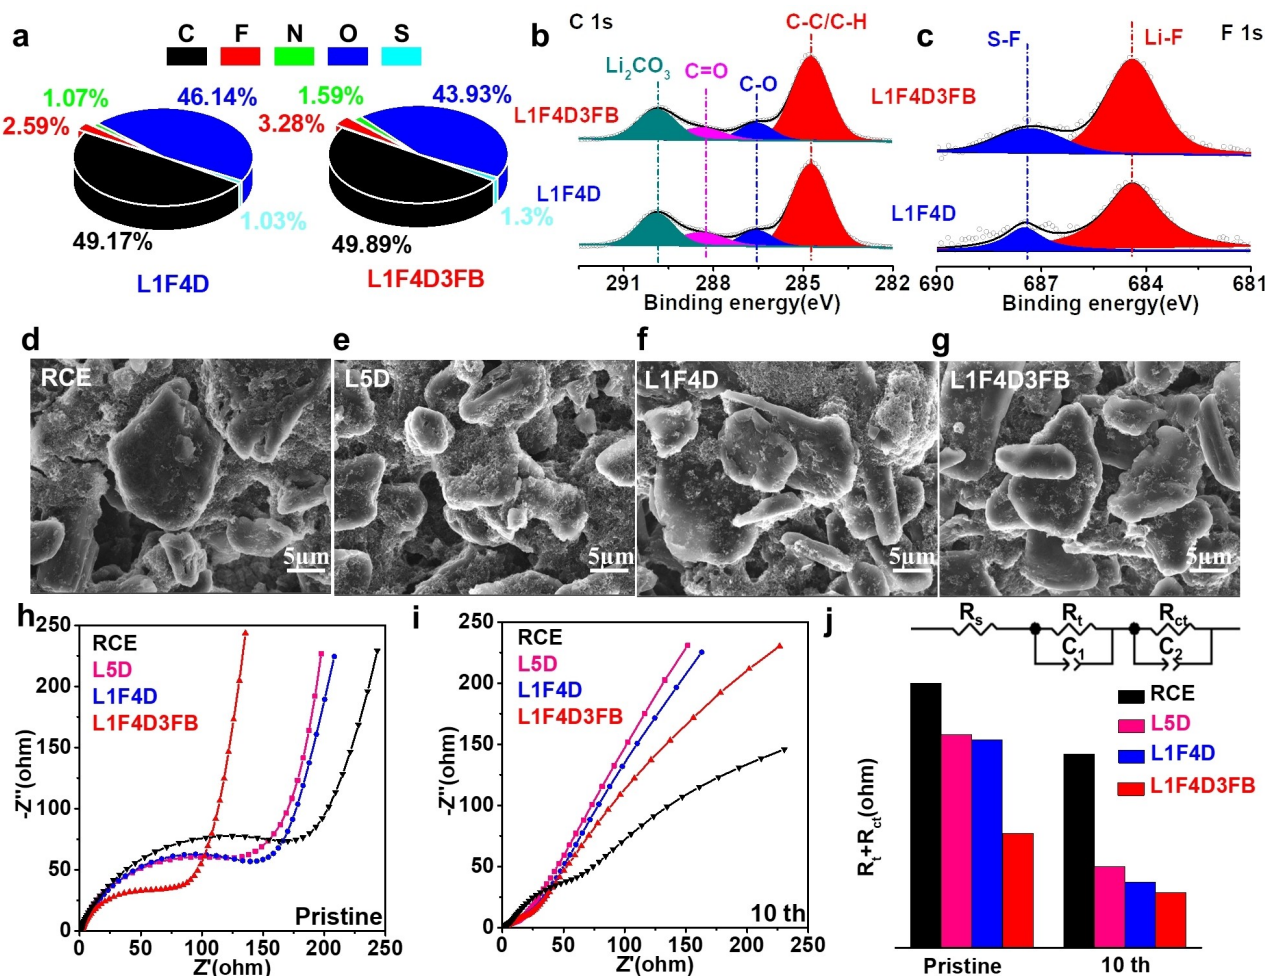 a
C F N O S
1.07%
46.14%
2.59%
49.17%
1.03%
L1F4D
1.59%
43.93%
3.28%
49.89%
1.3%
L1F4D3FB
b
C 1s
C-C/C-H
Li₂CO₃
C=O
C-O
L1F4D3FB
L1F4D
291 288 285 282
Binding energy(eV)
c
F 1s
S-F
Li-F
L1F4D3FB
L1F4D
690 687 684 681
Binding energy(eV)
d
RCE
5μm
e
L5D
5μm
f
L1F4D
5μm
g
L1F4D3FB
5μm
h
RCE
L5D
L1F4D
L1F4D3FB
-Z''(ohm)
250
200
150
100
50
0
0 50 100 150 200 250
Z'(ohm)
Pristine
i
RCE
L5D
L1F4D
L1F4D3FB
-Z''(ohm)
250
200
150
100
50
0
0 50 100 150 200 250
Z'(ohm)
10 th
j
Rs Rt Rct
C1 C2
RCE
L5D
L1F4D
L1F4D3FB
Rt+Rct(ohm)
Pristine 10 th